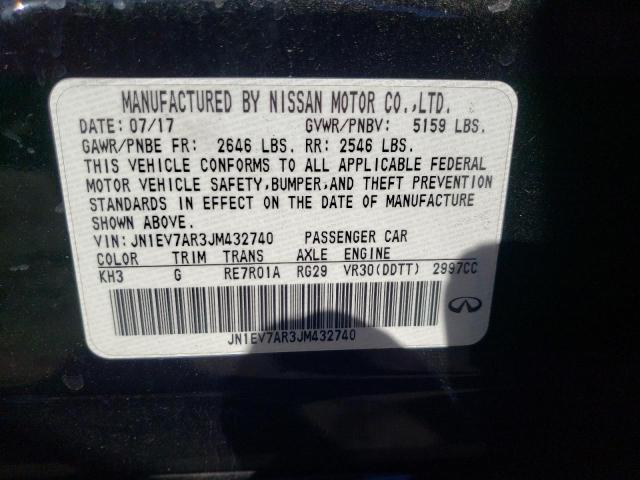 MANUFACTURED BY NISSAN MOTOR CO.,LTD.
DATE: 07/17 GVWR/PNBV: 5159 LBS.
GAWR/PNBE FR: 2646 LBS. RR: 2546 LBS.
THIS VEHICLE CONFORMS TO ALL APPLICABLE FEDERAL
MOTOR VEHICLE SAFETY,BUMPER,AND THEFT PREVENTION
STANDARDS IN EFFECT ON THE DATE OF MANUFACTURE
SHOWN ABOVE.
VIN: JN1EV7AR3JM432740 PASSENGER CAR
COLOR TRIM TRANS AXLE ENGINE
KH3 G RE7R01A RG29 VR30(DDTT) 2997CC
JN1EV7AR3JM432740